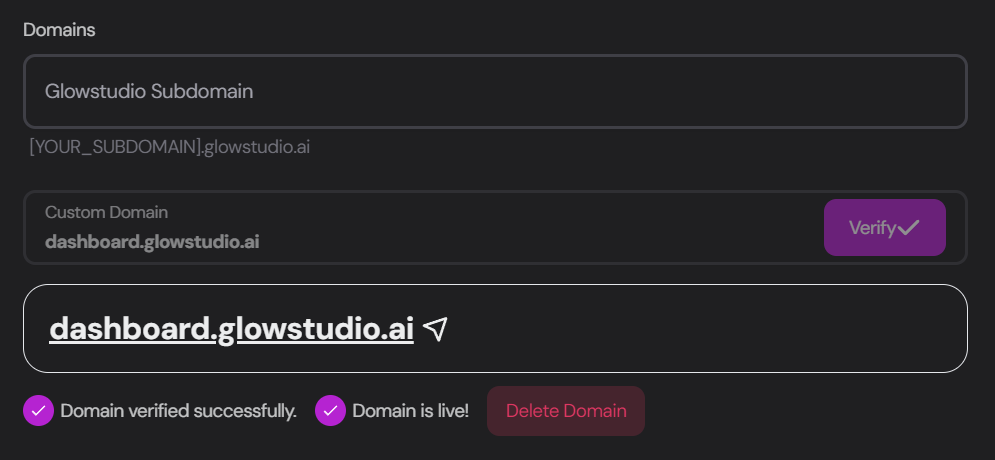 Domains
Glowstudio Subdomain
[YOUR_SUBDOMAIN].glowstudio.ai
Custom Domain
dashboard.glowstudio.ai
Verify
dashboard.glowstudio.ai
Domain verified successfully. Domain is live! Delete Domain